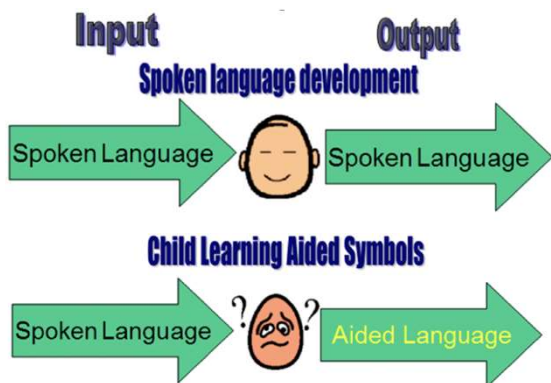 Input Output
Spoken language development
Spoken Language Spoken Language
Child Learning Aided Symbols
Spoken Language ? ? Aided Language